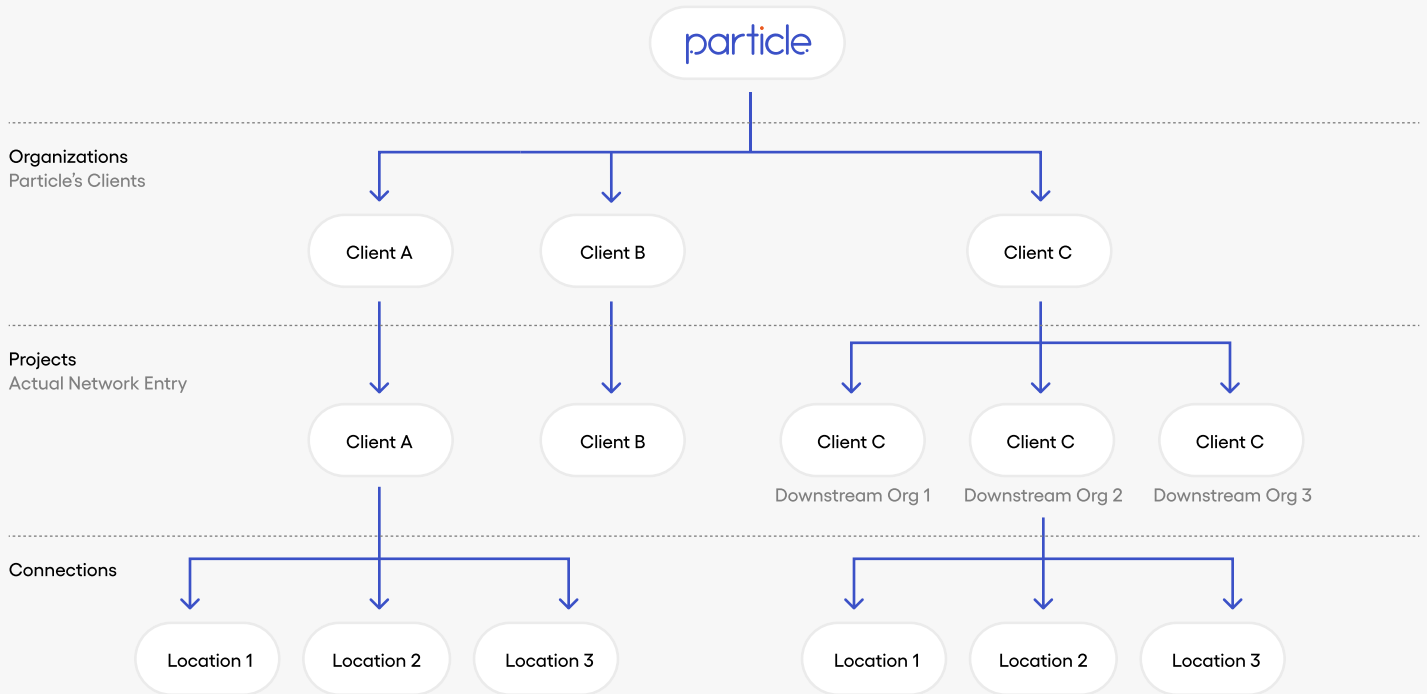 particle
Organizations
Particle's Clients
Client A
Client B
Client C
Projects
Actual Network Entry
Client A
Client B
Client C
Client C
Client C
Downstream Org 1
Downstream Org 2
Downstream Org 3
Connections
Location 1
Location 2
Location 3
Location 1
Location 2
Location 3